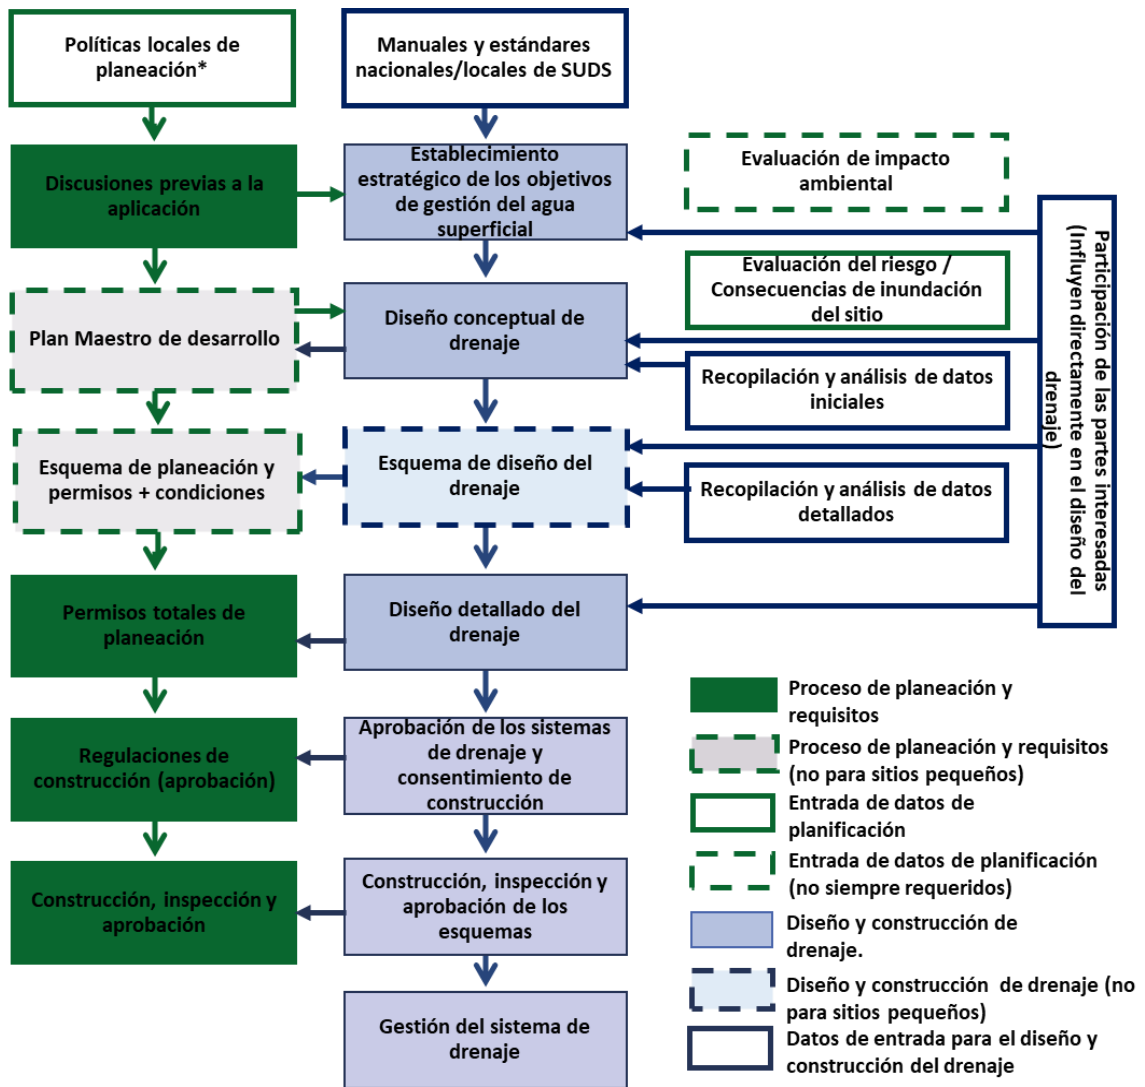 Políticas locales de
planeación*
Manuales y estándares
nacionales/locales de SUDS
Discusiones previas a la
aplicación
Establecimiento
estratégico de los objetivos
de gestión del agua
superficial
Evaluación de impacto
ambiental
Participación de las partes interesadas
(Influyen directamente en el diseño del
drenaje)
Evaluación del riesgo /
Consecuencias de inundación
del sitio
Plan Maestro de desarrollo
Diseño conceptual de
drenaje
Recopilación y análisis de datos
iniciales
Esquema de planeación y
permisos + condiciones
Esquema de diseño del
drenaje
Recopilación y análisis de datos
detallados
Permisos totales de
planeación
Diseño detallado del
drenaje
Regulaciones de
construcción (aprobación)
Aprobación de los sistemas
de drenaje y
consentimiento de
construcción
Construcción, inspección y
aprobación
Construcción, inspección y
aprobación de los
esquemas
Gestión del sistema de
drenaje
Proceso de planeación y
requisitos
Proceso de planeación y requisitos
(no para sitios pequeños)
Entrada de datos de
planificación
Entrada de datos de planificación
(no siempre requeridos)
Diseño y construcción de
drenaje.
Diseño y construcción de drenaje (no
para sitios pequeños)
Datos de entrada para el diseño y
construcción del drenaje